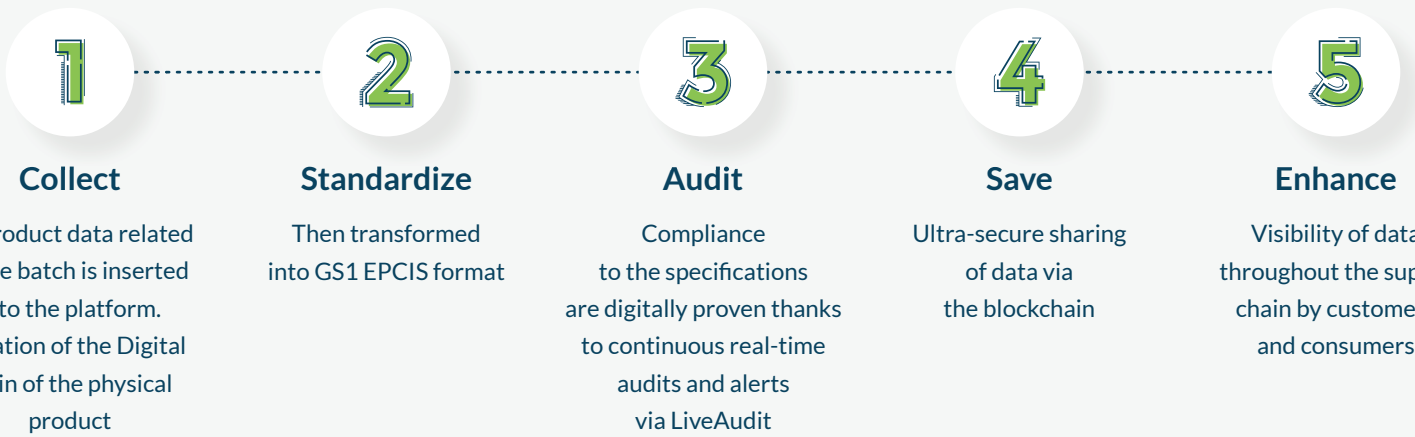 1
2
3
4
5
Collect
roduct data related
e batch is inserted
to the platform.
ation of the Digital
in of the physical
product
Standardize
Then transformed
into GS1 EPCIS format
Audit
Compliance
to the specifications
are digitally proven thanks
to continuous real-time
audits and alerts
via LiveAudit
Save
Ultra-secure sharing
of data via
the blockchain
Enhance
Visibility of data
throughout the sup
chain by custome
and consumers